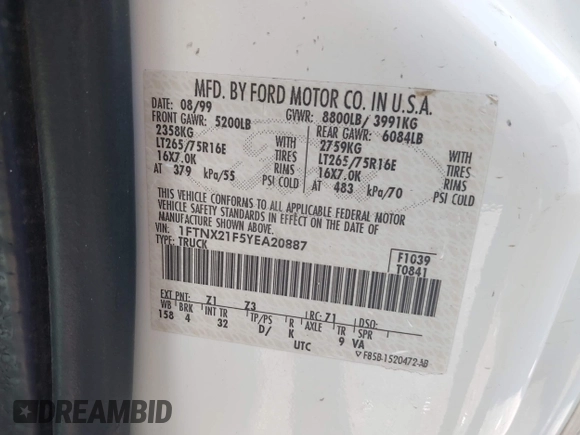 MFD. BY FORD MOTOR CO. IN U.S.A.
DATE: 08/99 GVWR: 8800LB/ 3991KG
FRONT GAWR: 5200LB REAR GAWR: 6084LB
2358KG WITH 2759KG WITH
LT265/75R16E TIRES LT265/75R16E TIRES
16X7.0K RIMS 16X7.0K RIMS
AT 379 kPa/55 PSI COLD AT 483 kPa/70 PSI COLD
THIS VEHICLE CONFORMS TO ALL APPLICABLE FEDERAL MOTOR
VEHICLE SAFETY STANDARDS IN EFFECT ON THE DATE OF
MANUFACTURE SHOWN ABOVE.
VIN: 1FTNX21F5YEA20887 F1039
TYPE: TRUCK T0841
EXT PNT: Z1 Z3 RC: Z1 DSO:
WB BRK INT TR TP/PS R AXLE TR SPR
158 4 32 D/ K 9 VA
UTC
F85B-1520472-AB
DREAMBID